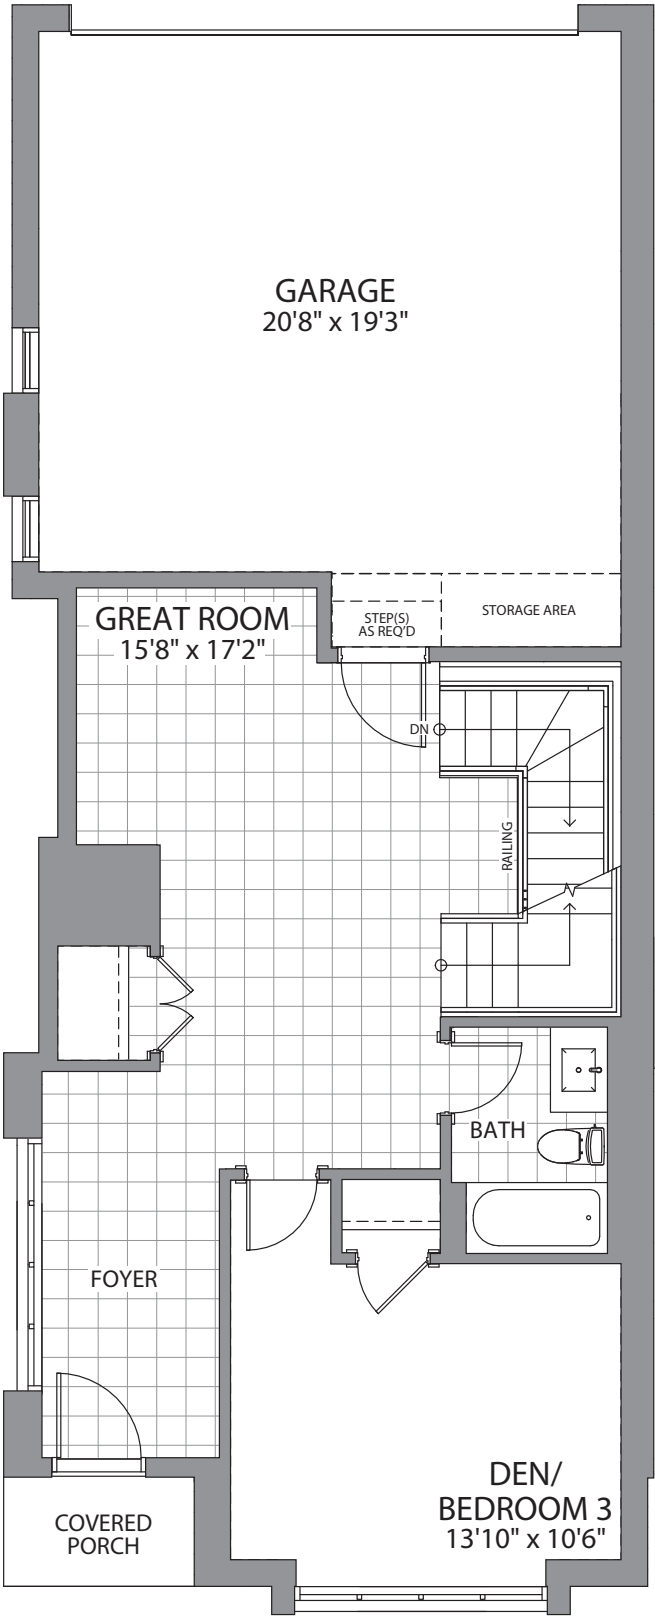 GARAGE
20'8" x 19'3"
GREAT ROOM
15'8" x 17'2"
STEP(S)
AS REQ'D
STORAGE AREA
DN
RAILING
BATH
FOYER
DEN/
BEDROOM 3
13'10" x 10'6"
COVERED
PORCH